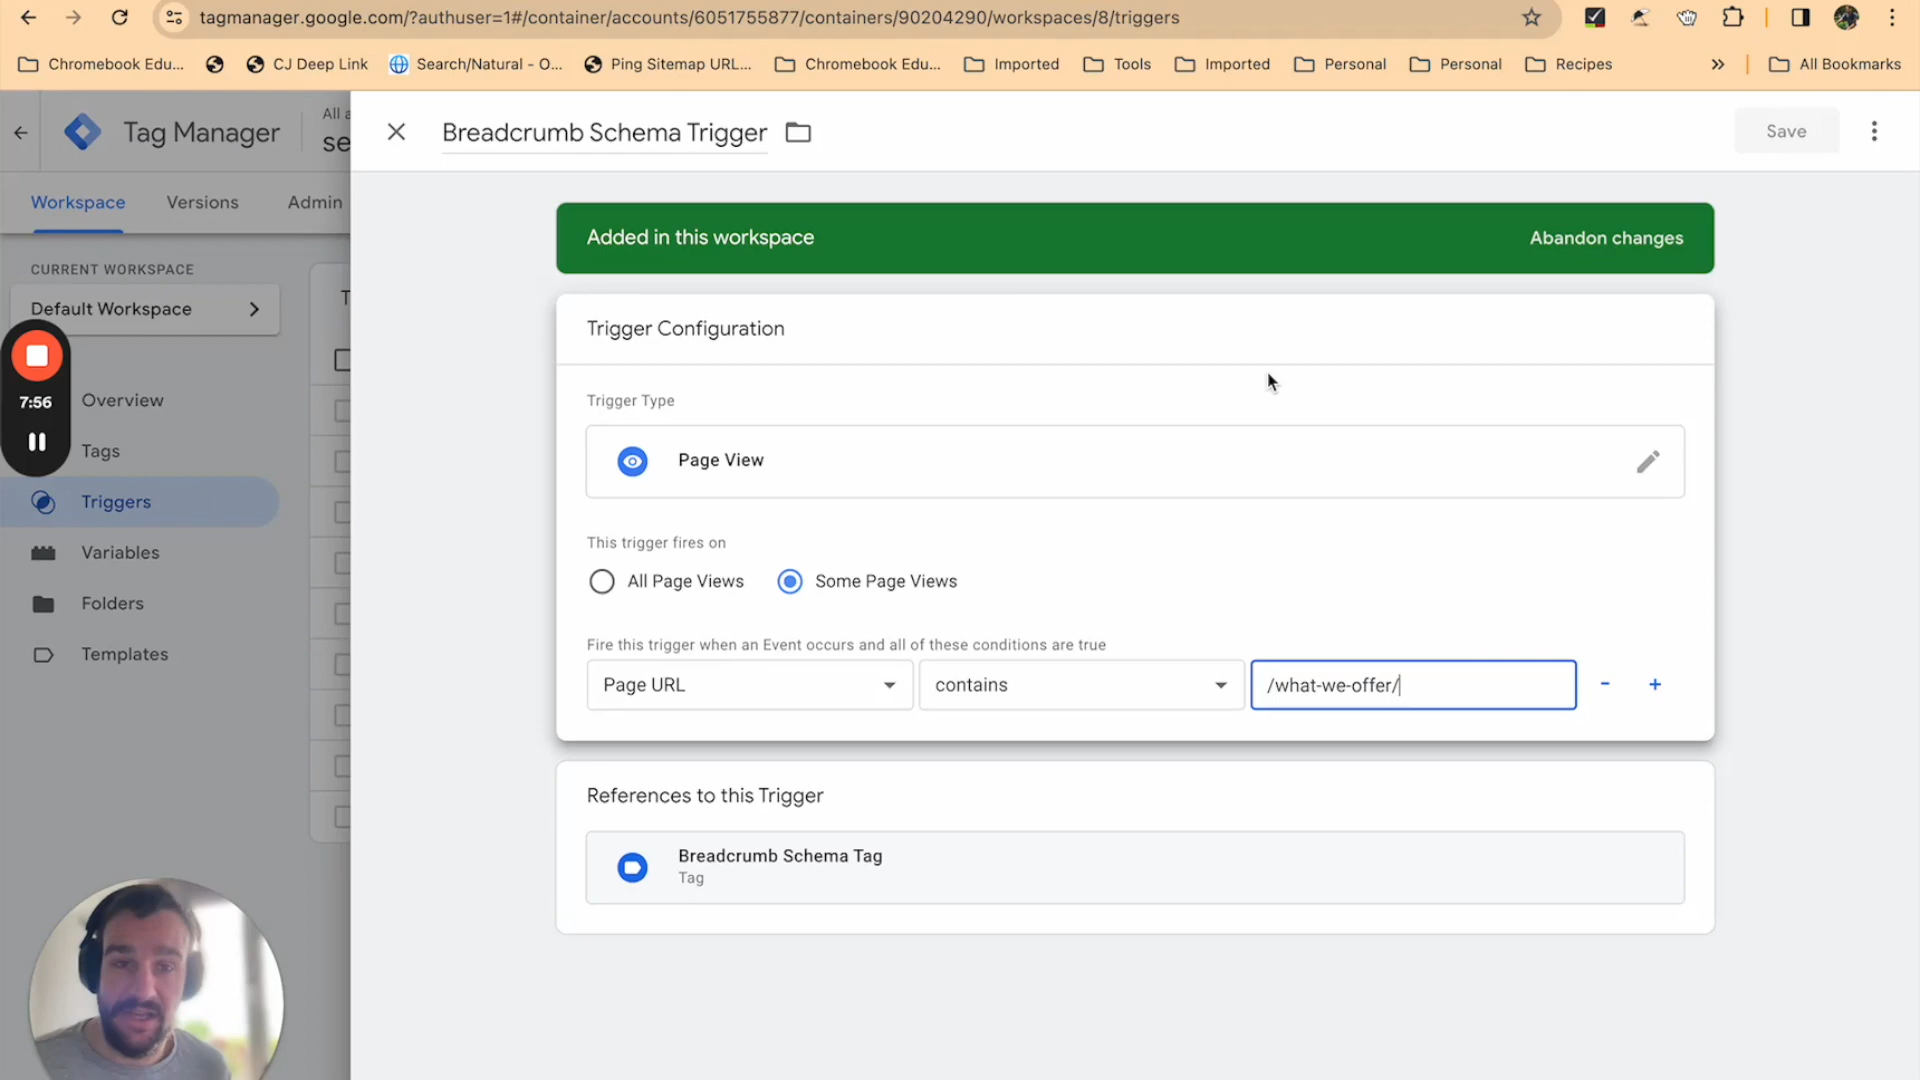 tagmanager.google.com/?authuser=1#/container/accounts/6051755877/containers/90204290/workspaces/8/triggers
Chromebook Edu... CJ Deep Link Search/Natural - O... Ping Sitemap URL... Chromebook Edu... Imported Tools Imported Personal Personal Recipes » All Bookmarks
Tag Manager
All a
se
Breadcrumb Schema Trigger
Save
Workspace Versions Admin
CURRENT WORKSPACE
Default Workspace
7:56
Overview
Tags
Triggers
Variables
Folders
Templates
T
Added in this workspace
Abandon changes
Trigger Configuration
Trigger Type
Page View
This trigger fires on
All Page Views Some Page Views
Fire this trigger when an Event occurs and all of these conditions are true
Page URL contains /what-we-offer/ - +
References to this Trigger
Breadcrumb Schema Tag
Tag